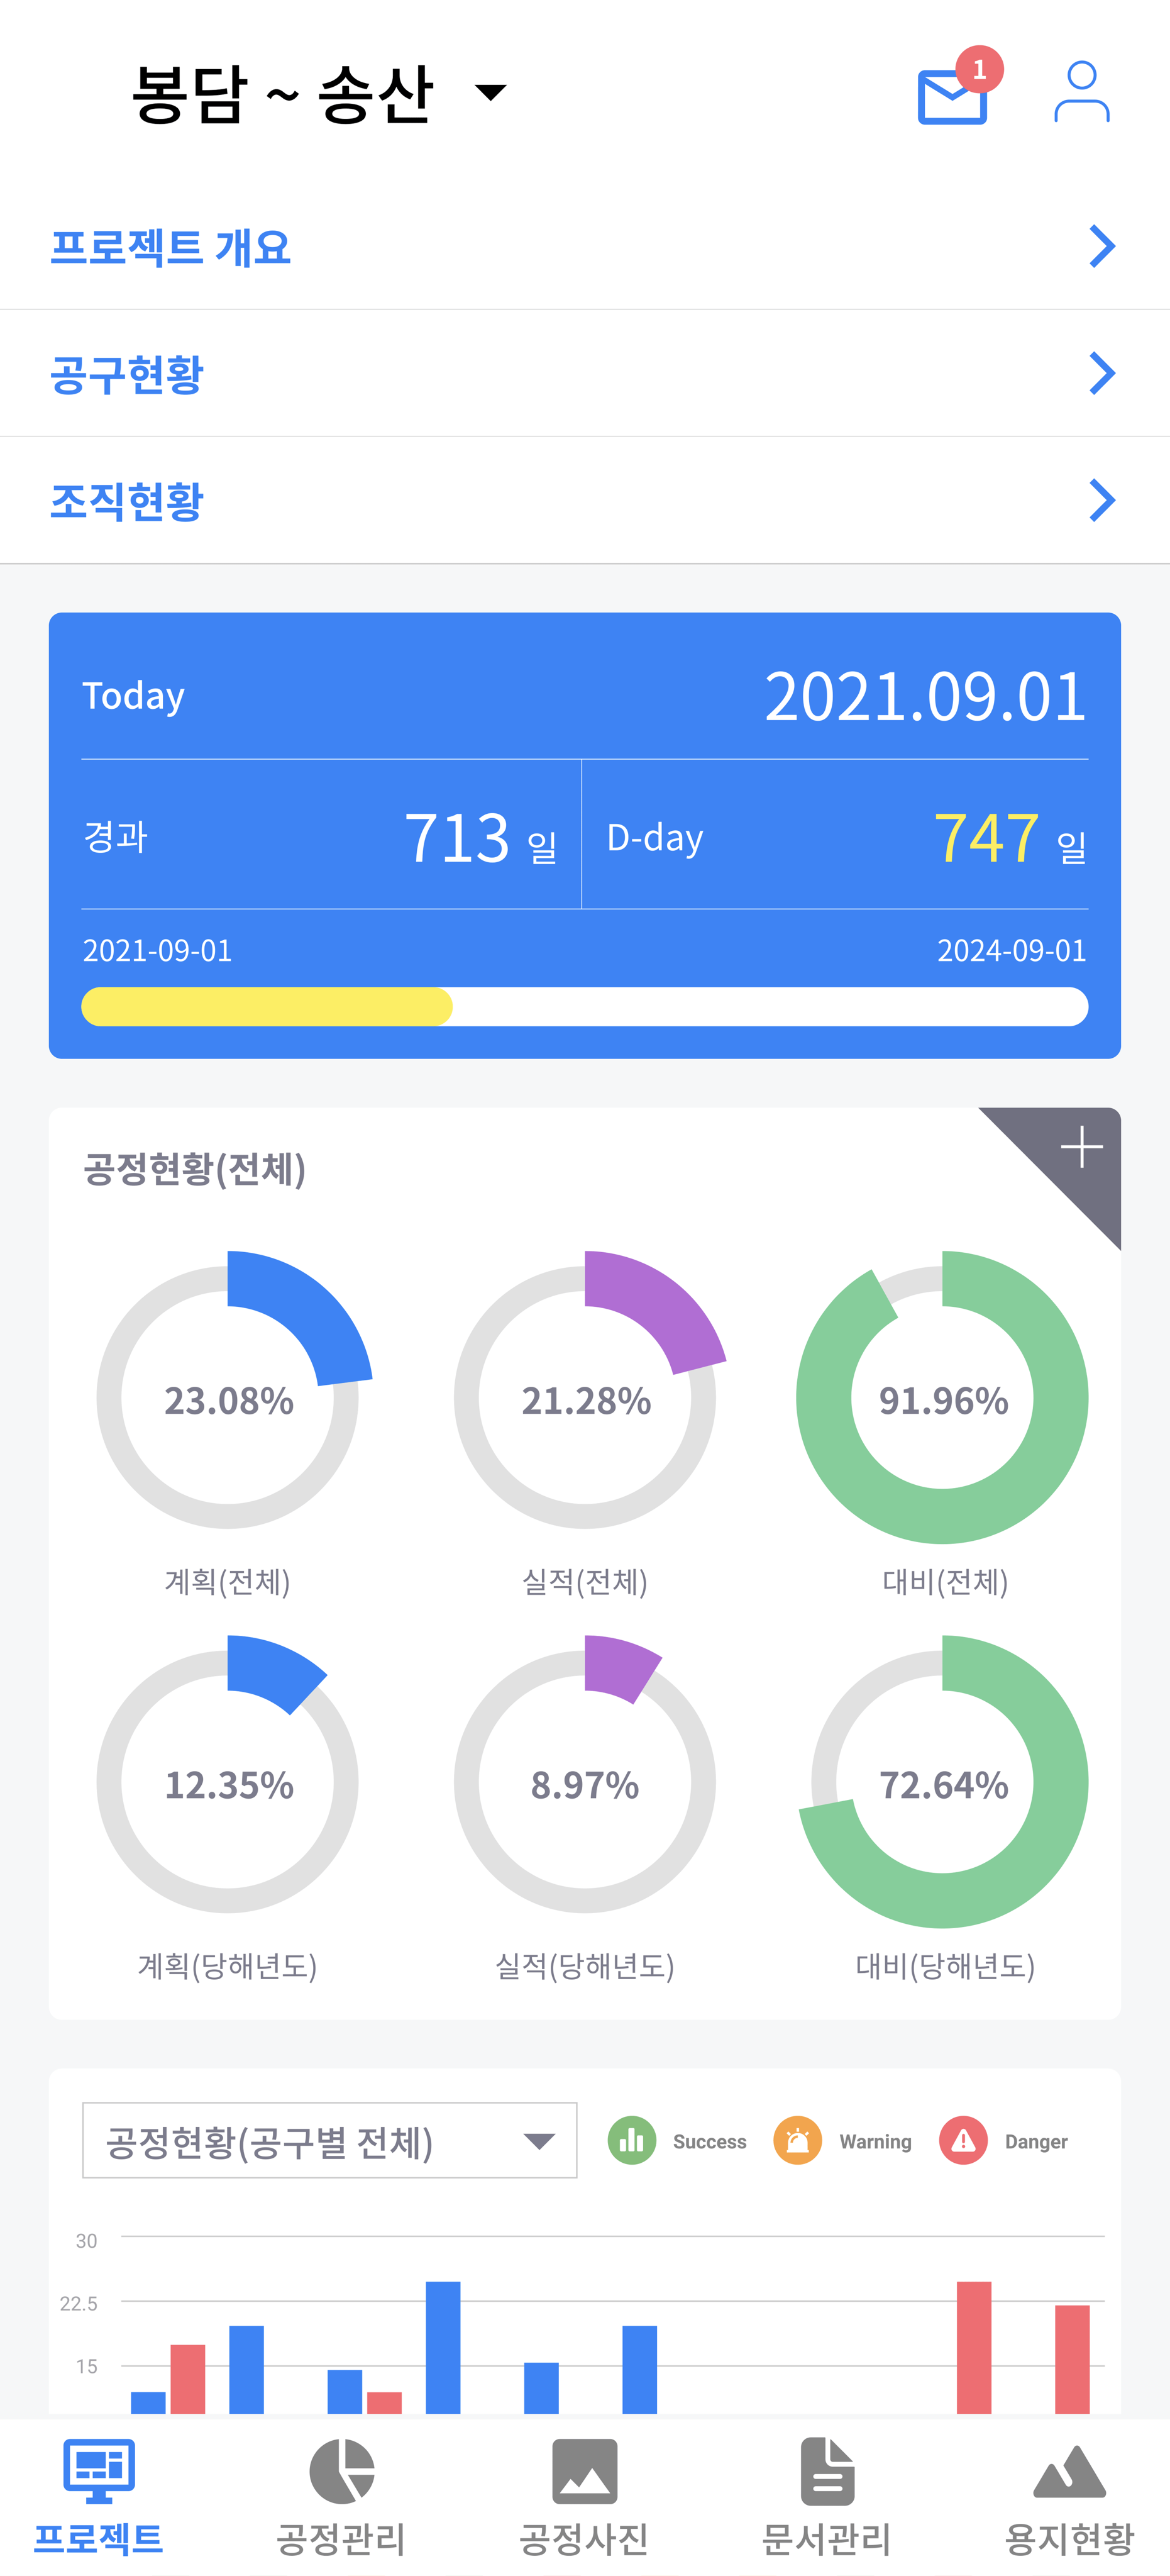 봉담 ~ 송산
1
프로젝트 개요
공구현황
조직현황
Today 2021.09.01
경과 713 일 D-day 747 일
2021-09-01 2024-09-01
공정현황(전체)
23.08% 21.28% 91.96%
계획(전체) 실적(전체) 대비(전체)
12.35% 8.97% 72.64%
계획(당해년도) 실적(당해년도) 대비(당해년도)
공정현황(공구별 전체) Success Warning Danger
30
22.5
15
프로젝트 공정관리 공정사진 문서관리 용지현황